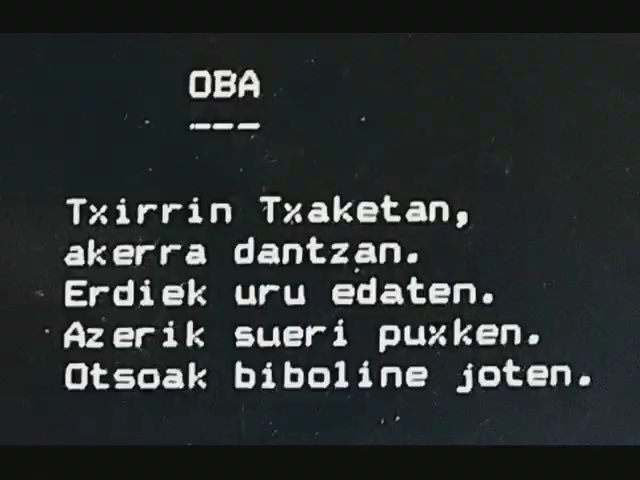 OBA
---
Txirrin Txaketan,
akerra dantzan.
Erdiek uru edaten.
Azerik sueri puxken.
Otsoak biboline joten.